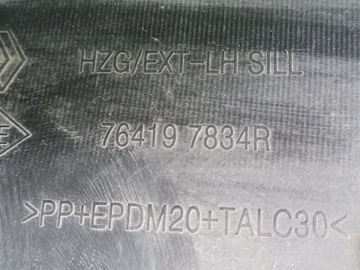 HZG/EXT-LH SILL
76419 7834R
>PP+EPDM20+TALC30<